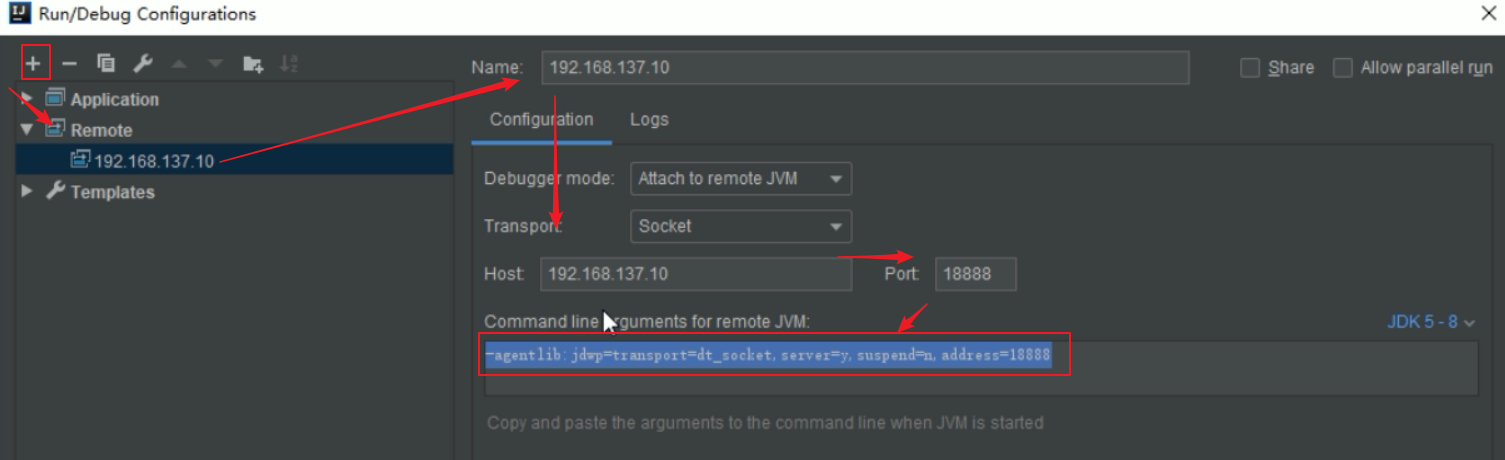 Run/Debug Configurations
Name: 192.168.137.10 Share Allow parallel run
Application
Remote
192.168.137.10
Templates
Configuration Logs
Debugger mode: Attach to remote JVM
Transport: Socket
Host: 192.168.137.10 Port: 18888
Command line arguments for remote JVM: JDK 5 - 8
-agentlib:jdwp=transport=dt_socket,server=y,suspend=n,address=18888
Copy and paste the arguments to the command line when JVM is started